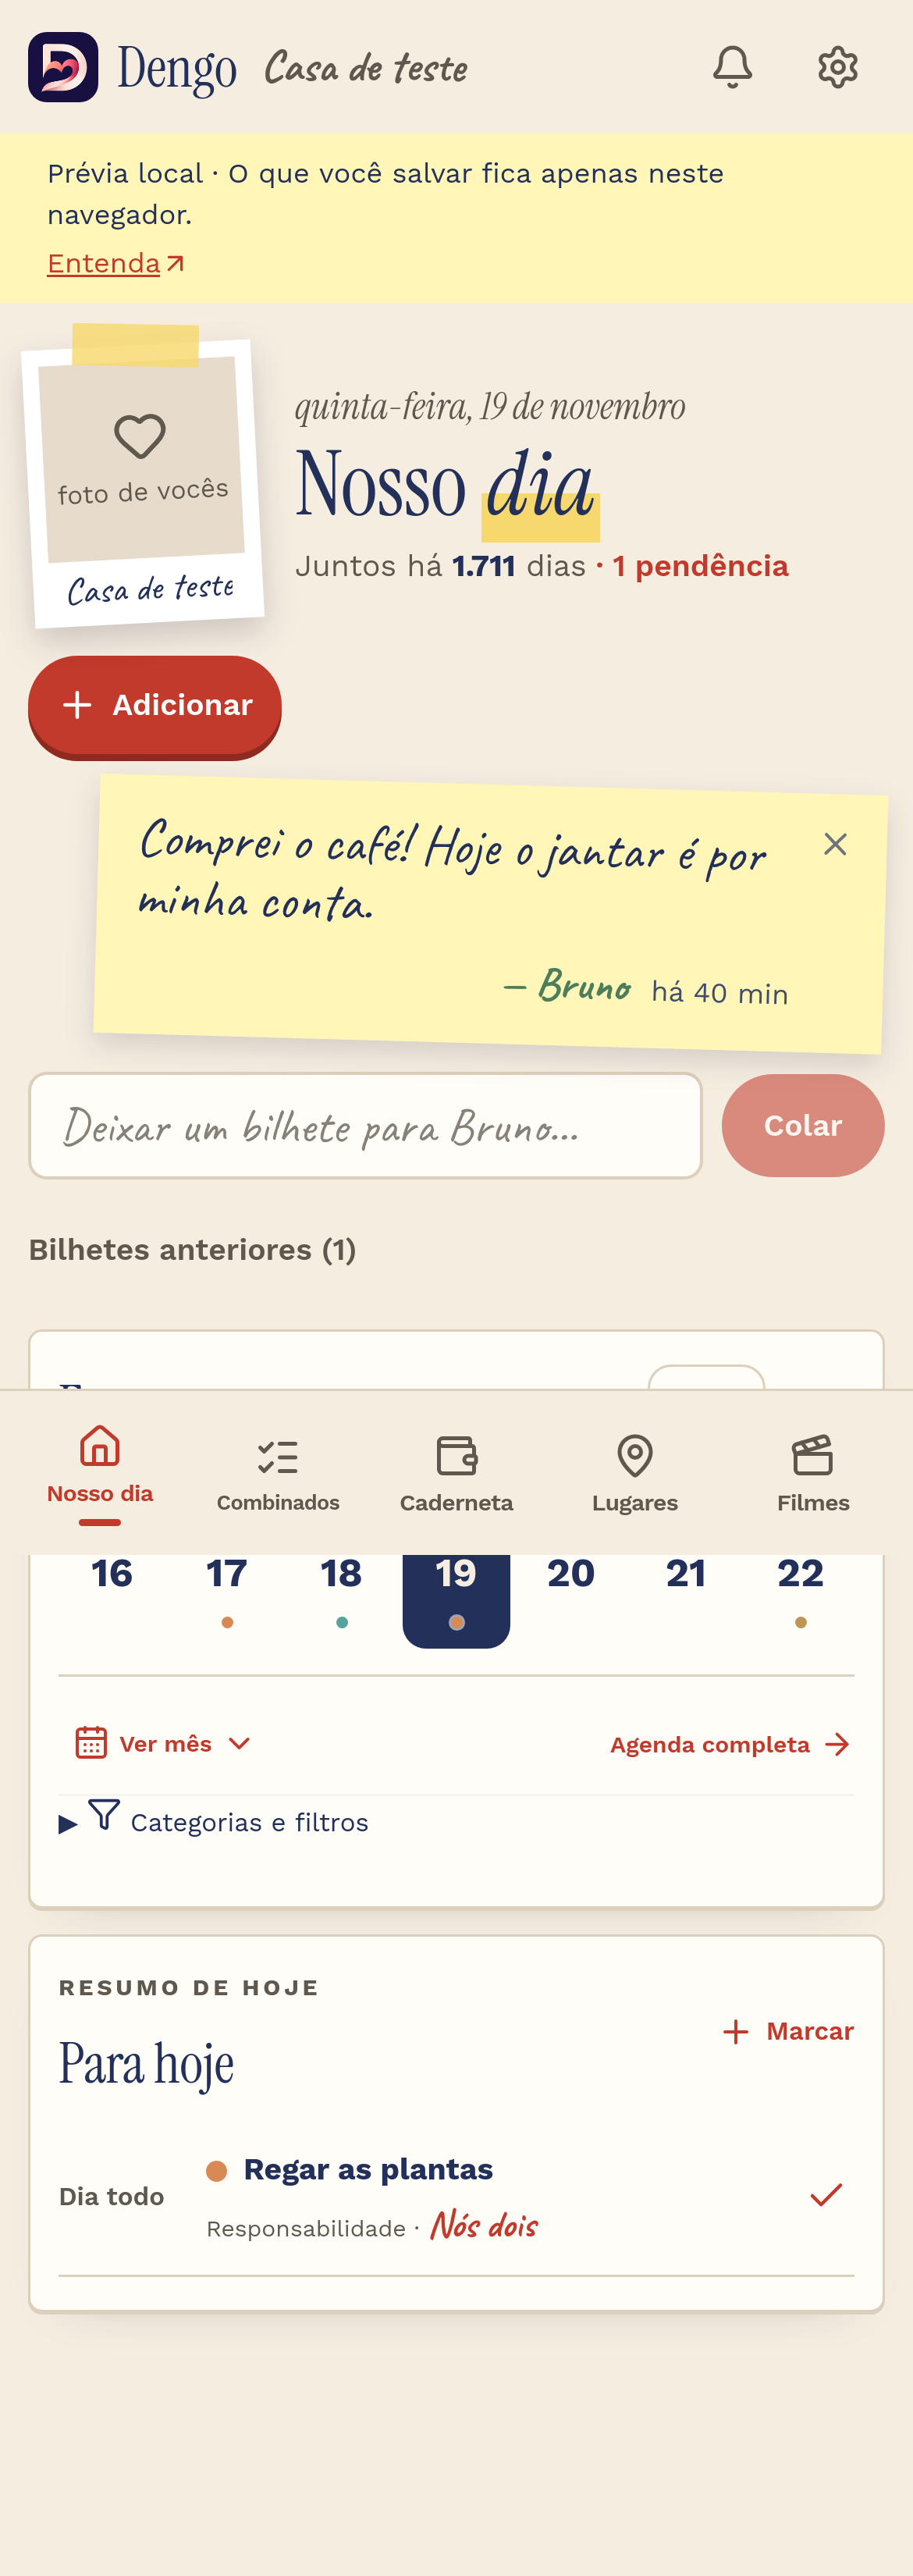 Dengo Casa de teste
Prévia local · O que você salvar fica apenas neste
navegador.
Entenda
foto de vocês
Casa de teste
quinta-feira, 19 de novembro
Nosso dia
Juntos há 1.711 dias · 1 pendência
Adicionar
Comprei o café! Hoje o jantar é por
minha conta.
— Bruno há 40 min
Deixar um bilhete para Bruno...
Colar
Bilhetes anteriores (1)
Nosso dia
Combinados
Caderneta
Lugares
Filmes
16 17 18 19 20 21 22
Ver mês
Agenda completa
Categorias e filtros
RESUMO DE HOJE
Para hoje
Marcar
Dia todo
Regar as plantas
Responsabilidade · Nós dois